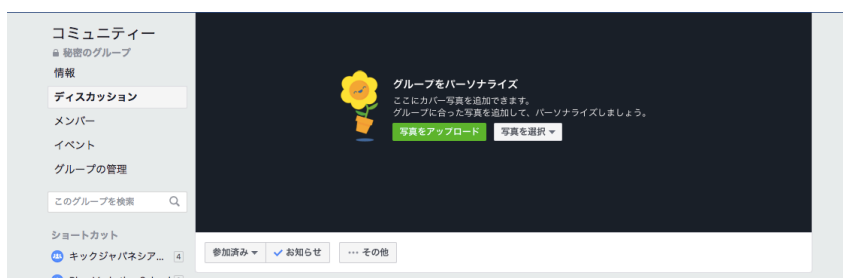 コミュニティー
秘密のグループ
情報
ディスカッション
メンバー
イベント
グループの管理
このグループを検索
ショートカット
キックジャパネシア... 4
グループをパーソナライズ
ここにカバー写真を追加できます。
グループに合った写真を追加して、パーソナライズしましょう。
写真をアップロード
写真を選択
参加済み
お知らせ
... その他